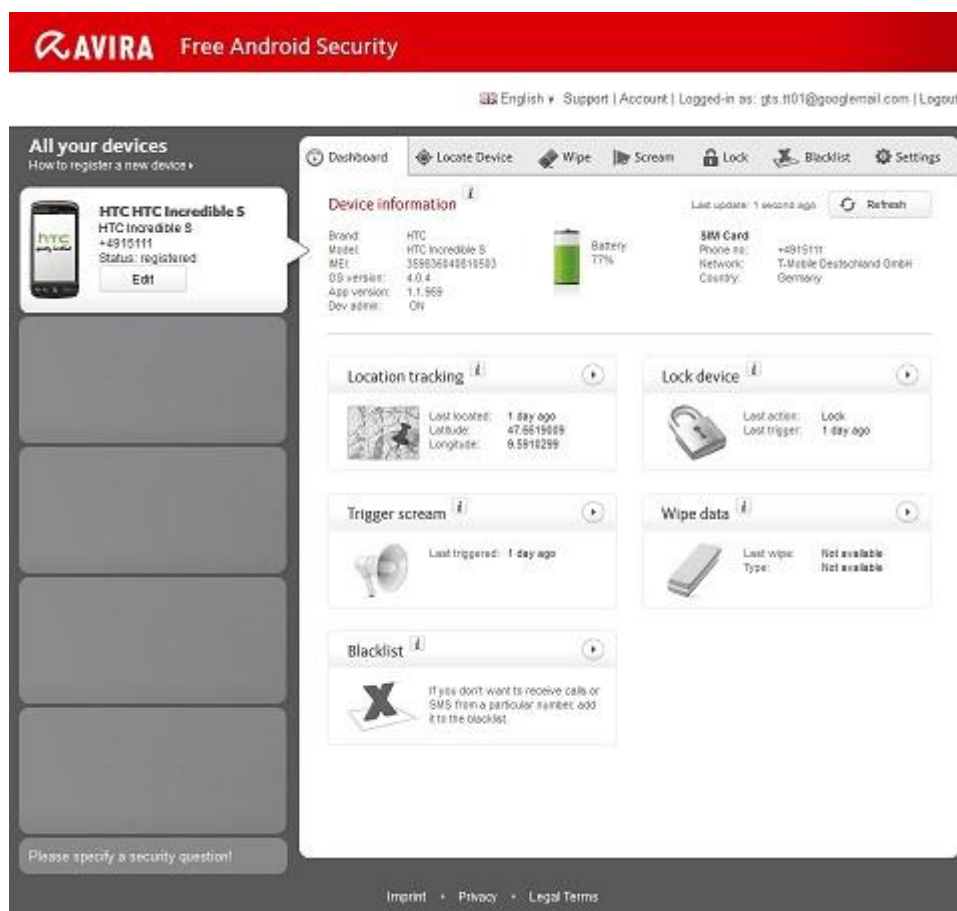 AVIRA Free Android Security
English Support | Account | Logged-in as: gts.tt01@googlemail.com | Logout
All your devices
How to register a new device
HTC HTC Incredible S
HTC Incredible S
+4915111
Status: registered
Edit
Please specify a security question!
Dashboard Locate Device Wipe Scream Lock Blacklist Settings
Device information i
Last update: 1 second ago Refresh
Brand: HTC
Model: HTC Incredible S
IMEI:
OS version: 4.0.4
App version: 1.1.969
Dev admin: ON
Battery
77%
SIM Card
Phone no: +4915111
Network: T-Mobile Deutschland GmbH
Country: Germany
Location tracking i
Last located: 1 day ago
Latitude: 47.6619009
Longitude: 9.5910299
Lock device i
Last action: Lock
Last trigger: 1 day ago
Trigger scream i
Last triggered: 1 day ago
Wipe data i
Last wipe: Not available
Type: Not available
Blacklist i
If you don't want to receive calls or
SMS from a particular number, add
it to the blacklist.
Imprint • Privacy • Legal Terms